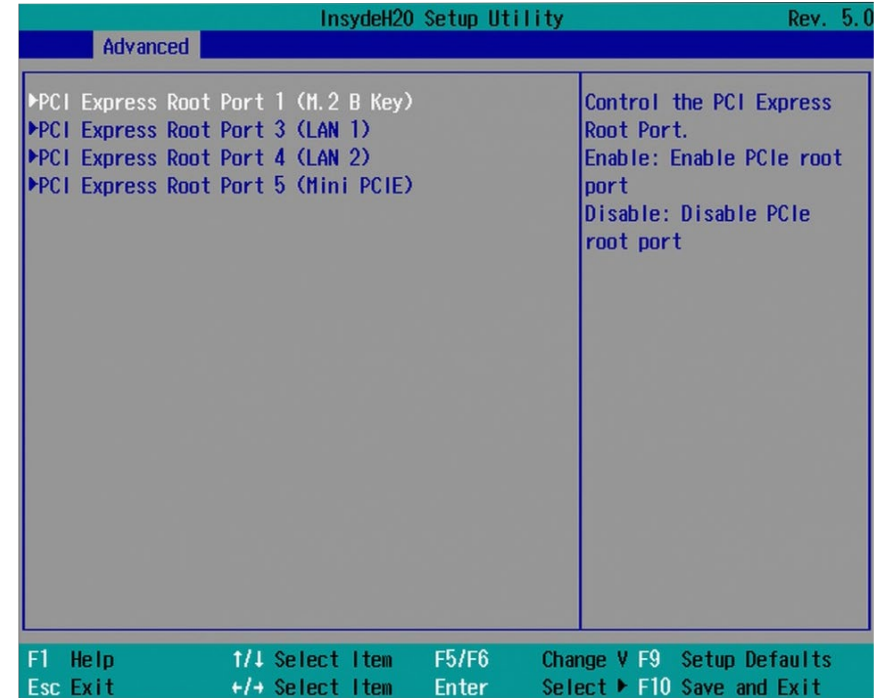 InsydeH20 Setup Utility Rev. 5.0
Advanced
▶PCI Express Root Port 1 (M.2 B Key)
▶PCI Express Root Port 3 (LAN 1)
▶PCI Express Root Port 4 (LAN 2)
▶PCI Express Root Port 5 (Mini PCIE)
Control the PCI Express
Root Port.
Enable: Enable PCIe root
port
Disable: Disable PCIe
root port
F1 Help ↑/↓ Select Item F5/F6 Change V F9 Setup Defaults
Esc Exit ←/→ Select Item Enter Select ▶ F10 Save and Exit